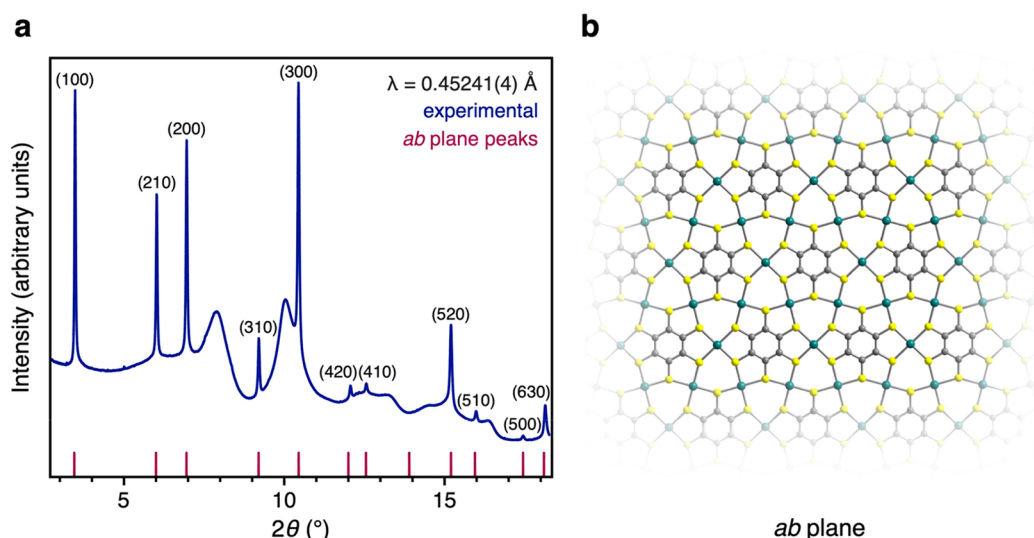 a
b
(100)
(300)
λ = 0.45241(4) Å
experimental
ab plane peaks
(200)
(210)
(520)
(310)
(420)
(410)
(630)
(510)
(500)
Intensity (arbitrary units)
5
10
15
2θ (°)
ab plane